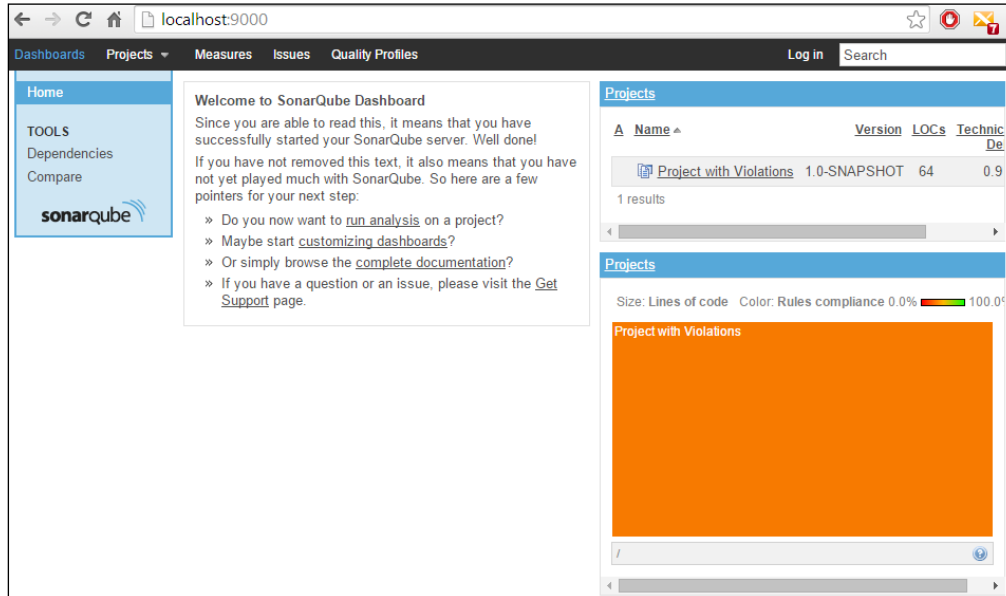 localhost:9000
7
Dashboards Projects Measures Issues Quality Profiles Log in Search
Home
TOOLS
Dependencies
Compare
sonarqube
Welcome to SonarQube Dashboard
Since you are able to read this, it means that you have
successfully started your SonarQube server. Well done!
If you have not removed this text, it also means that you have
not yet played much with SonarQube. So here are a few
pointers for your next step:
» Do you now want to run analysis on a project?
» Maybe start customizing dashboards?
» Or simply browse the complete documentation?
» If you have a question or an issue, please visit the Get
Support page.
Projects
A Name Version LOCs Technic
De
Project with Violations 1.0-SNAPSHOT 64 0.9
1 results
Projects
Size: Lines of code Color: Rules compliance 0.0% 100.0%
Project with Violations
/
?